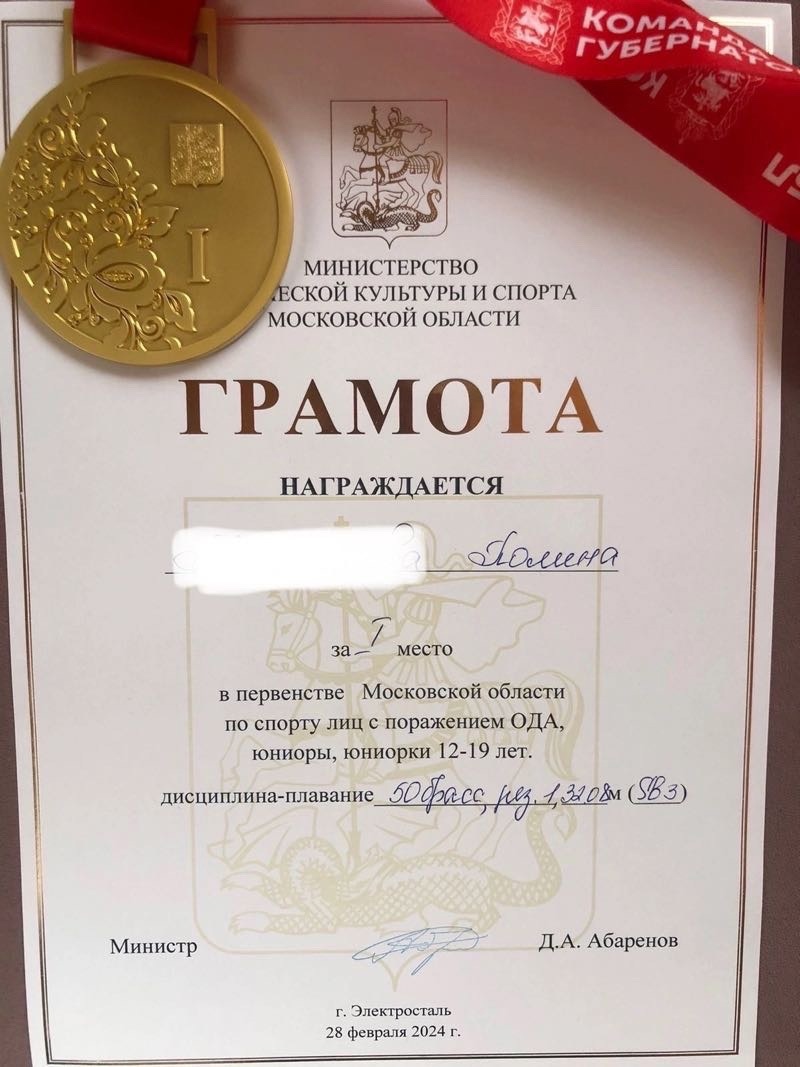 КОМАНДА
ГУБЕРНАТО
I
МИНИСТЕРСТВО
ЕСКОЙ КУЛЬТУРЫ И СПОРТА
МОСКОВСКОЙ ОБЛАСТИ
ГРАМОТА
НАГРАЖДАЕТСЯ
Полина
за I место
в первенстве Московской области
по спорту лиц с поражением ОДА,
юниоры, юниорки 12-19 лет.
дисциплина-плавание 50 брасс, рез. 1,32,08 м (SB3)
Министр
Д.А. Абаренов
г. Электросталь
28 февраля 2024 г.